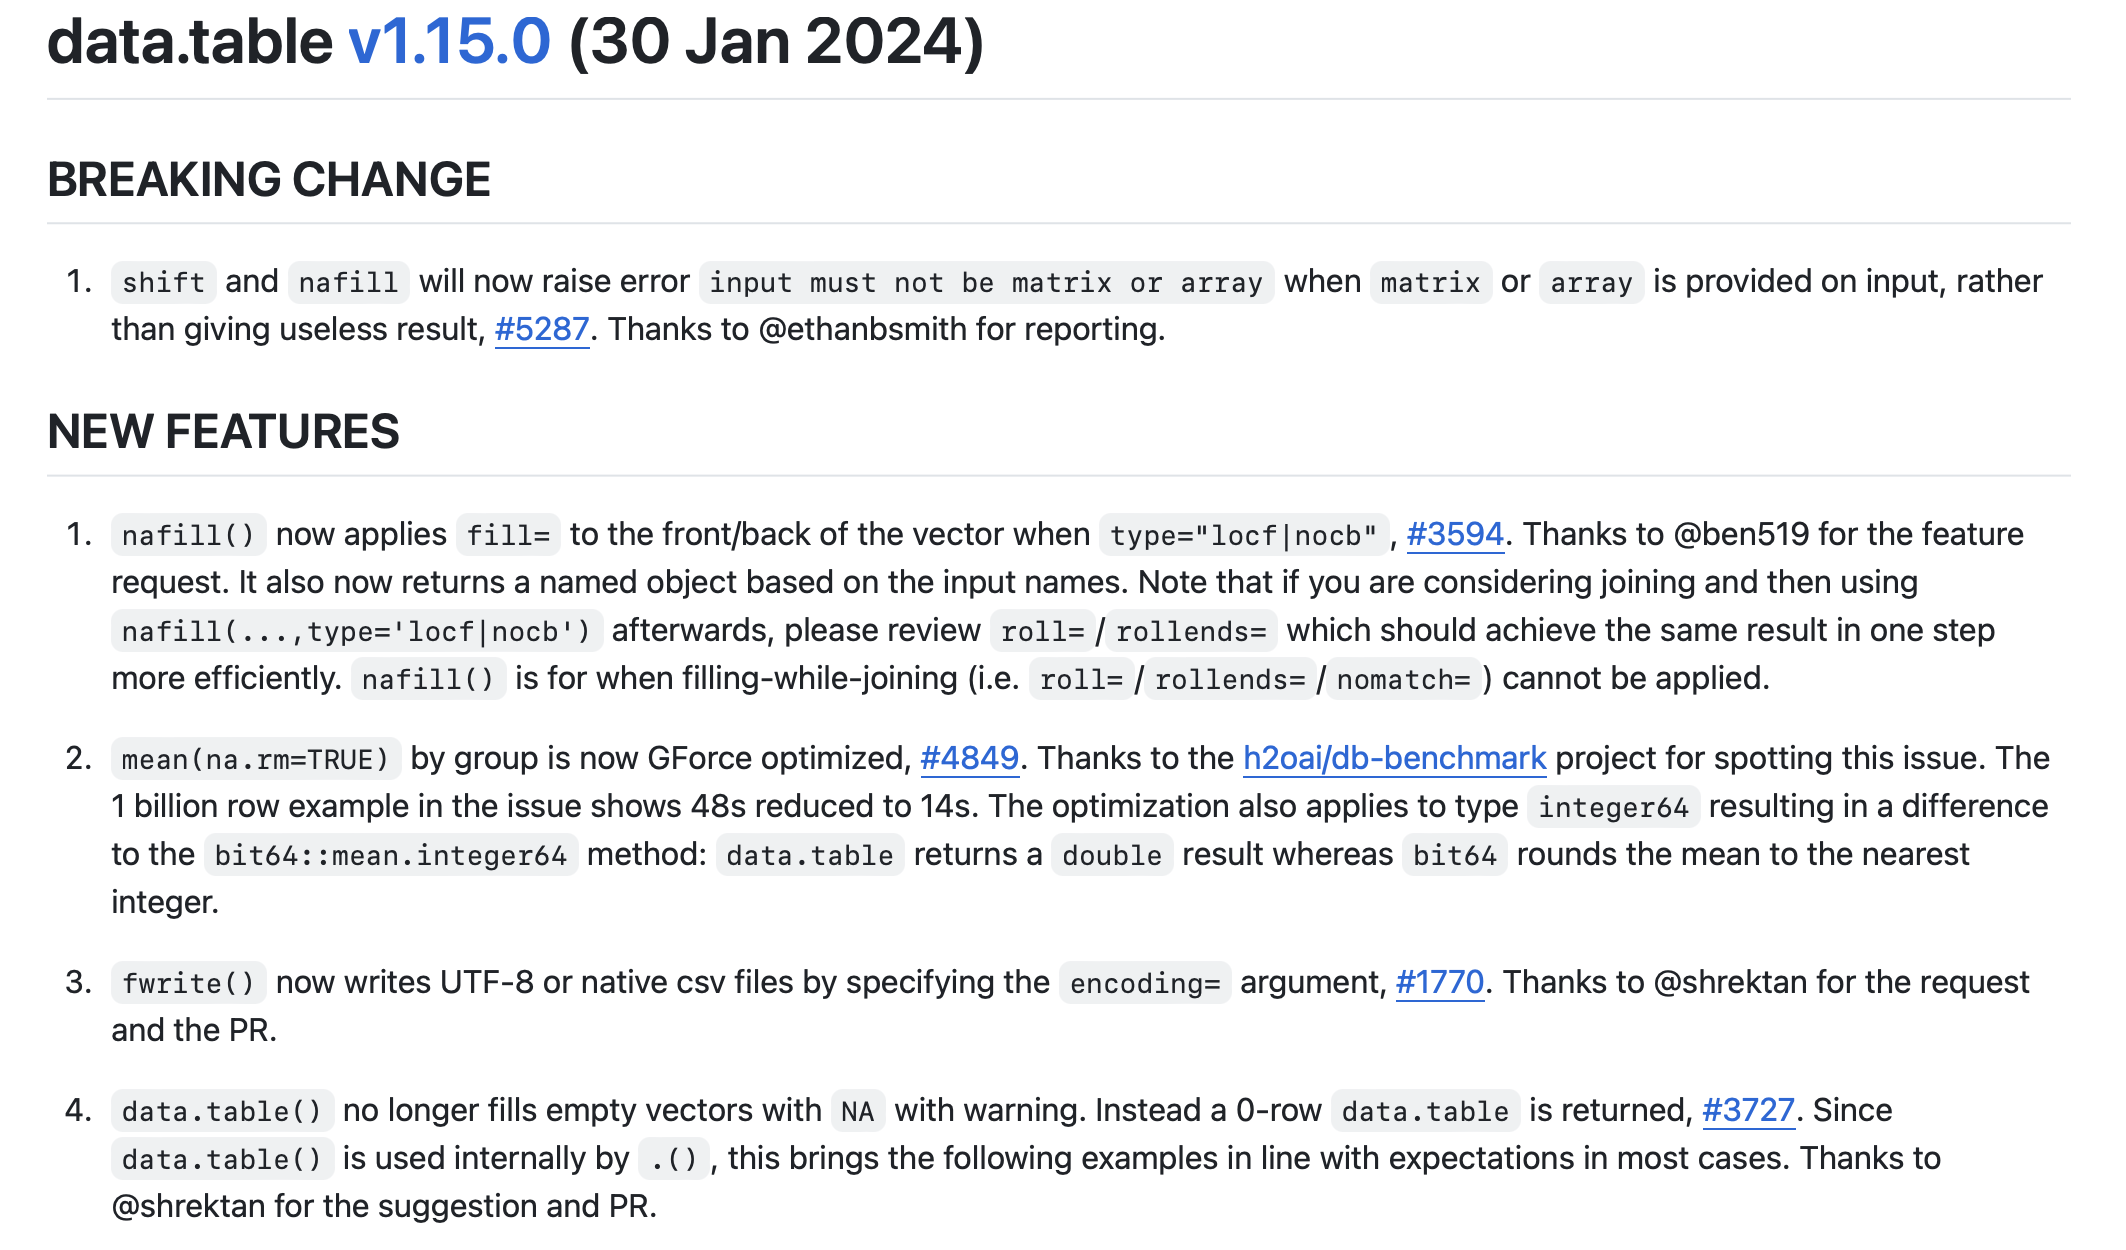 data.table v1.15.0 (30 Jan 2024)
BREAKING CHANGE
1. shift and nafill will now raise error input must not be matrix or array when matrix or array is provided on input, rather
than giving useless result, #5287. Thanks to @ethanbsmith for reporting.
NEW FEATURES
1. nafill() now applies fill= to the front/back of the vector when type="locf|nocb", #3594. Thanks to @ben519 for the feature
request. It also now returns a named object based on the input names. Note that if you are considering joining and then using
nafill(...,type='locf|nocb') afterwards, please review roll=/rollends= which should achieve the same result in one step
more efficiently. nafill() is for when filling-while-joining (i.e. roll=/rollends=/nomatch=) cannot be applied.
2. mean(na.rm=TRUE) by group is now GForce optimized, #4849. Thanks to the h2oai/db-benchmark project for spotting this issue. The
1 billion row example in the issue shows 48s reduced to 14s. The optimization also applies to type integer64 resulting in a difference
to the bit64::mean.integer64 method: data.table returns a double result whereas bit64 rounds the mean to the nearest
integer.
3. fwrite() now writes UTF-8 or native csv files by specifying the encoding= argument, #1770. Thanks to @shrektan for the request
and the PR.
4. data.table() no longer fills empty vectors with NA with warning. Instead a 0-row data.table is returned, #3727. Since
data.table() is used internally by .(), this brings the following examples in line with expectations in most cases. Thanks to
@shrektan for the suggestion and PR.